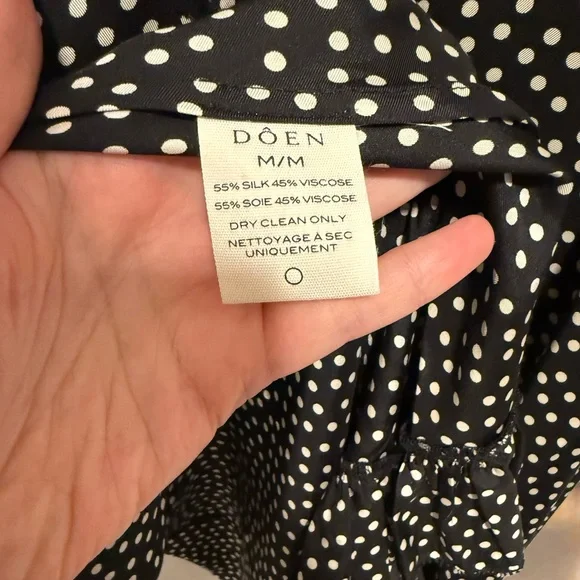 DÔEN
M/M
55% SILK 45% VISCOSE
55% SOIE 45% VISCOSE
DRY CLEAN ONLY
NETTOYAGE À SEC
UNIQUEMENT